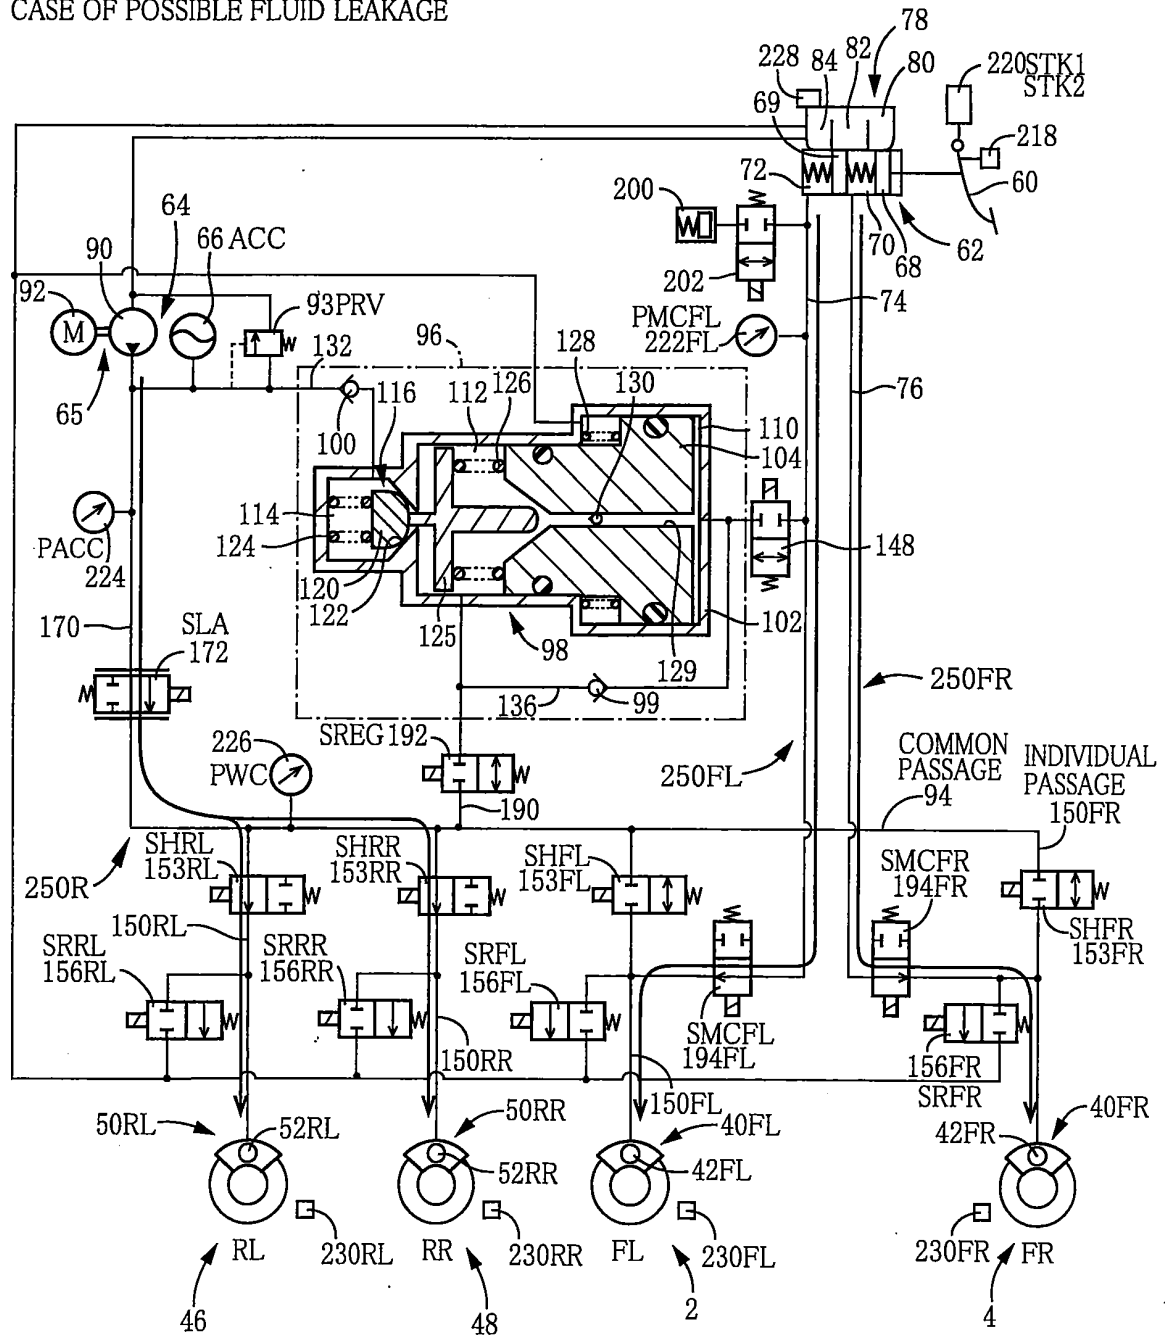 CASE OF POSSIBLE FLUID LEAKAGE
78
228
84
82
80
220STK1
STK2
69
218
72
60
200
64
66 ACC
70
68
62
90
202
92
93PRV
74
M
PMCFL
222FL
96
132
128
130
65
116
112
126
76
100
110
104
114
PACC
124
148
224
120
122
170
SLA
125
98
129
102
172
136
99
250FR
SREG 192
226
PWC
COMMON
PASSAGE
INDIVIDUAL
PASSAGE
250FL
94
190
150FR
SHRL
153RL
SHRR
153RR
SHFL
153FL
SMCFR
194FR
250R
150RL
SHFR
153FR
SRRL
156RL
SRRR
156RR
SRFL
156FL
SMCFL
194FL
150RR
156FR
SRFR
150FL
50RL
52RL
50RR
40FL
42FR
40FR
52RR
42FL
RL
230RL
RR
230RR
FL
230FL
230FR
FR
46
48
2
4